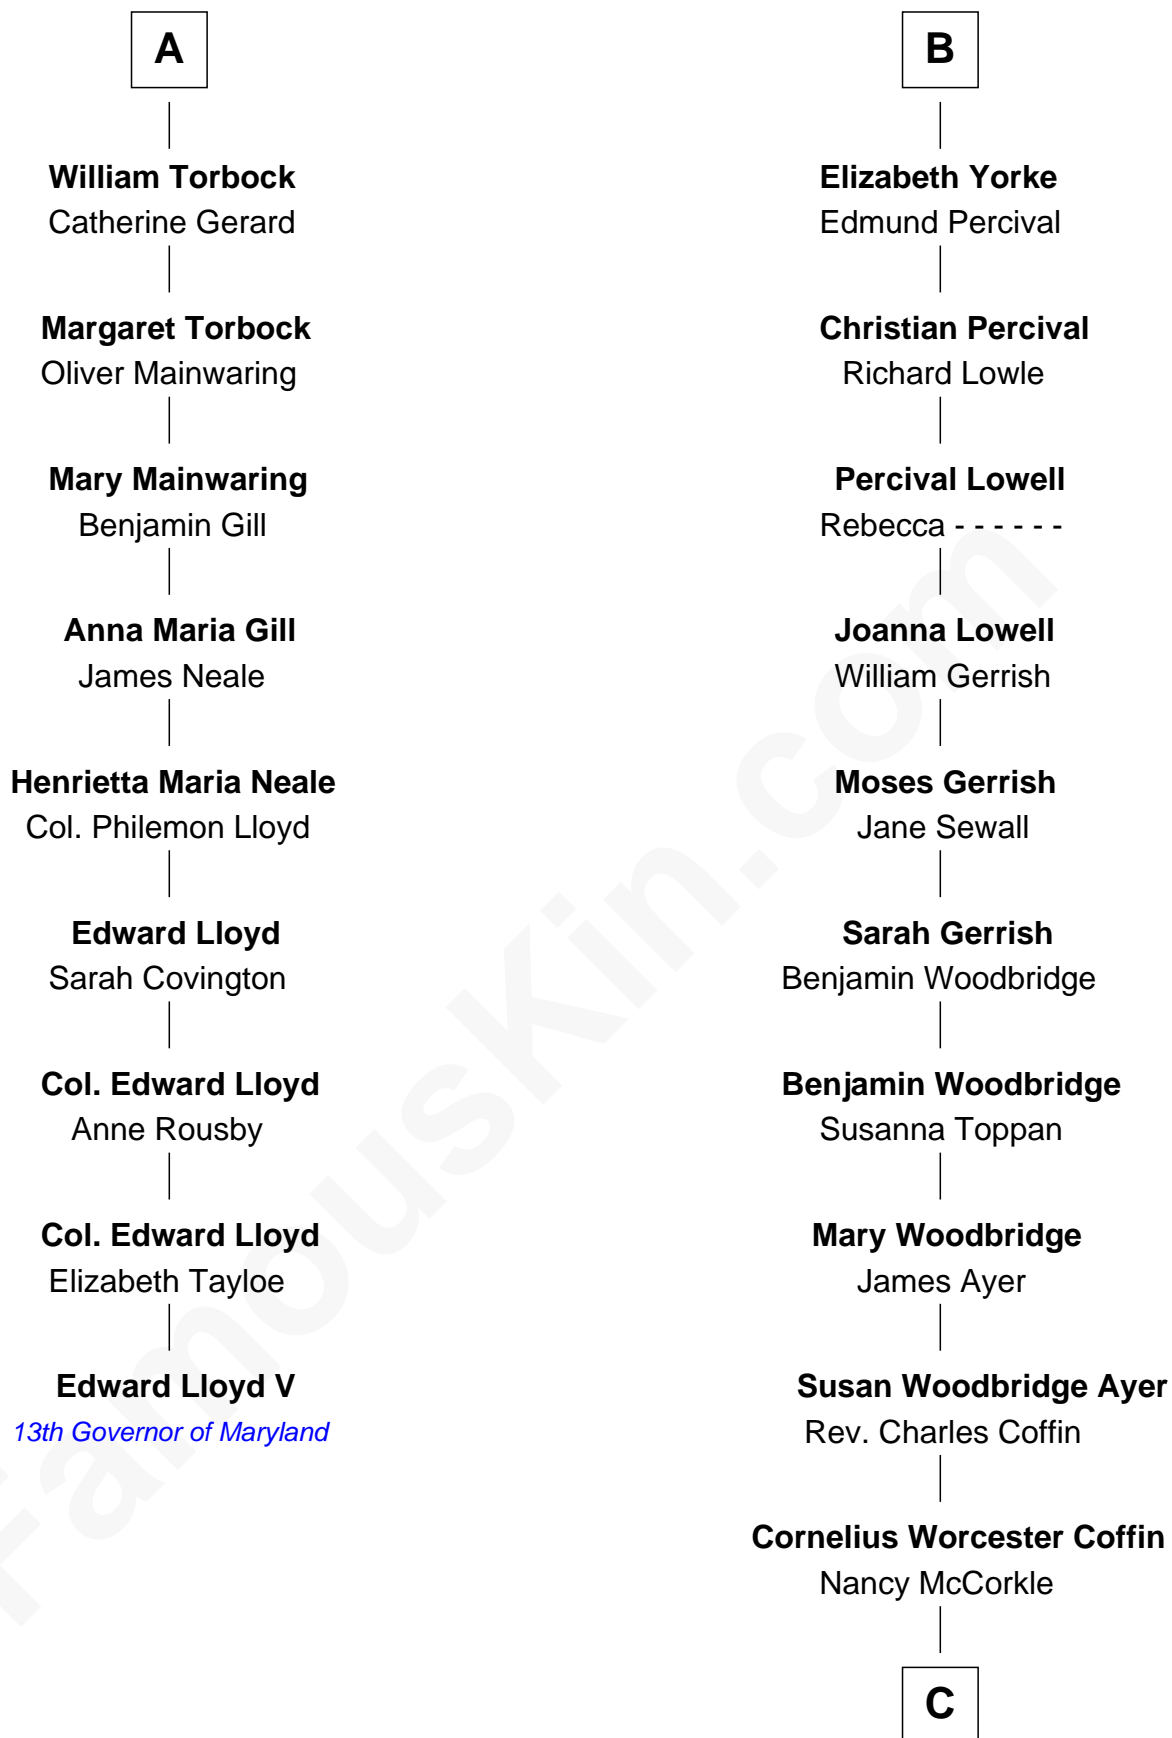 A
William Torbock
Catherine Gerard
Margaret Torbock
Oliver Mainwaring
Mary Mainwaring
Benjamin Gill
Anna Maria Gill
James Neale
Henrietta Maria Neale
Col. Philemon Lloyd
Edward Lloyd
Sarah Covington
Col. Edward Lloyd
Anne Rousby
Col. Edward Lloyd
Elizabeth Tayloe
Edward Lloyd V
13th Governor of Maryland
B
Elizabeth Yorke
Edmund Percival
Christian Percival
Richard Lowle
Percival Lowell
Rebecca - - - - - -
Joanna Lowell
William Gerrish
Moses Gerrish
Jane Sewall
Sarah Gerrish
Benjamin Woodbridge
Benjamin Woodbridge
Susanna Toppan
Mary Woodbridge
James Ayer
Susan Woodbridge Ayer
Rev. Charles Coffin
Cornelius Worcester Coffin
Nancy McCorkle
C
FamousKin.com